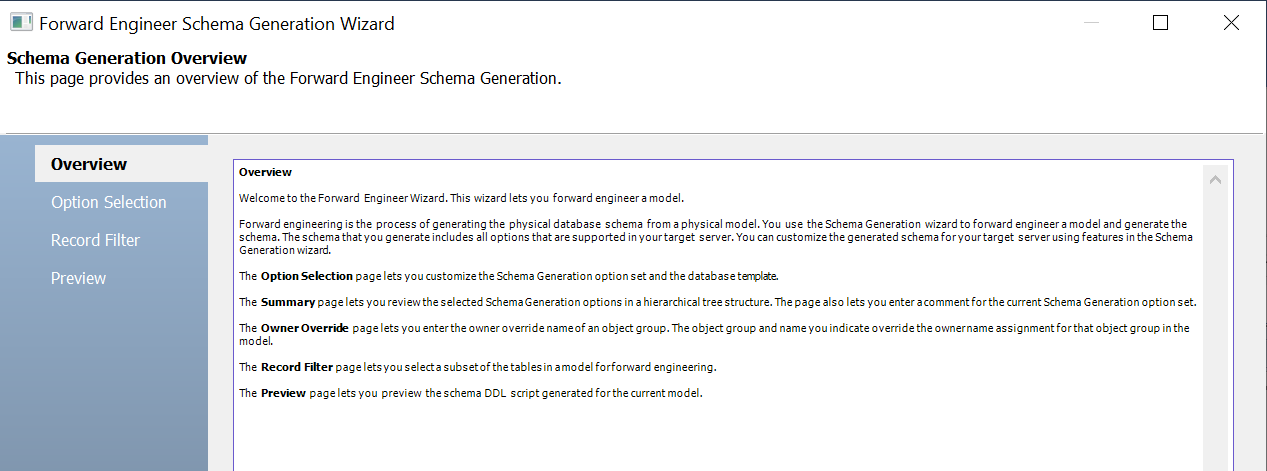 Forward Engineer Schema Generation Wizard
Schema Generation Overview
This page provides an overview of the Forward Engineer Schema Generation.
Overview
Option Selection
Record Filter
Preview
Overview
Welcome to the Forward Engineer Wizard. This wizard lets you forward engineer a model.
Forward engineering is the process of generating the physical database schema from a physical model. You use the Schema Generation wizard to forward engineer a model and generate the
schema. The schema that you generate includes all options that are supported in your target server. You can customize the generated schema for your target server using features in the Schema
Generation wizard.
The Option Selection page lets you customize the Schema Generation option set and the database template.
The Summary page lets you review the selected Schema Generation options in a hierarchical tree structure. The page also lets you enter a comment for the current Schema Generation option set.
The Owner Override page lets you enter the owner override name of an object group. The object group and name you indicate override the owner name assignment for that object group in the
model.
The Record Filter page lets you select a subset of the tables in a model for forward engineering.
The Preview page lets you preview the schema DDL script generated for the current model.